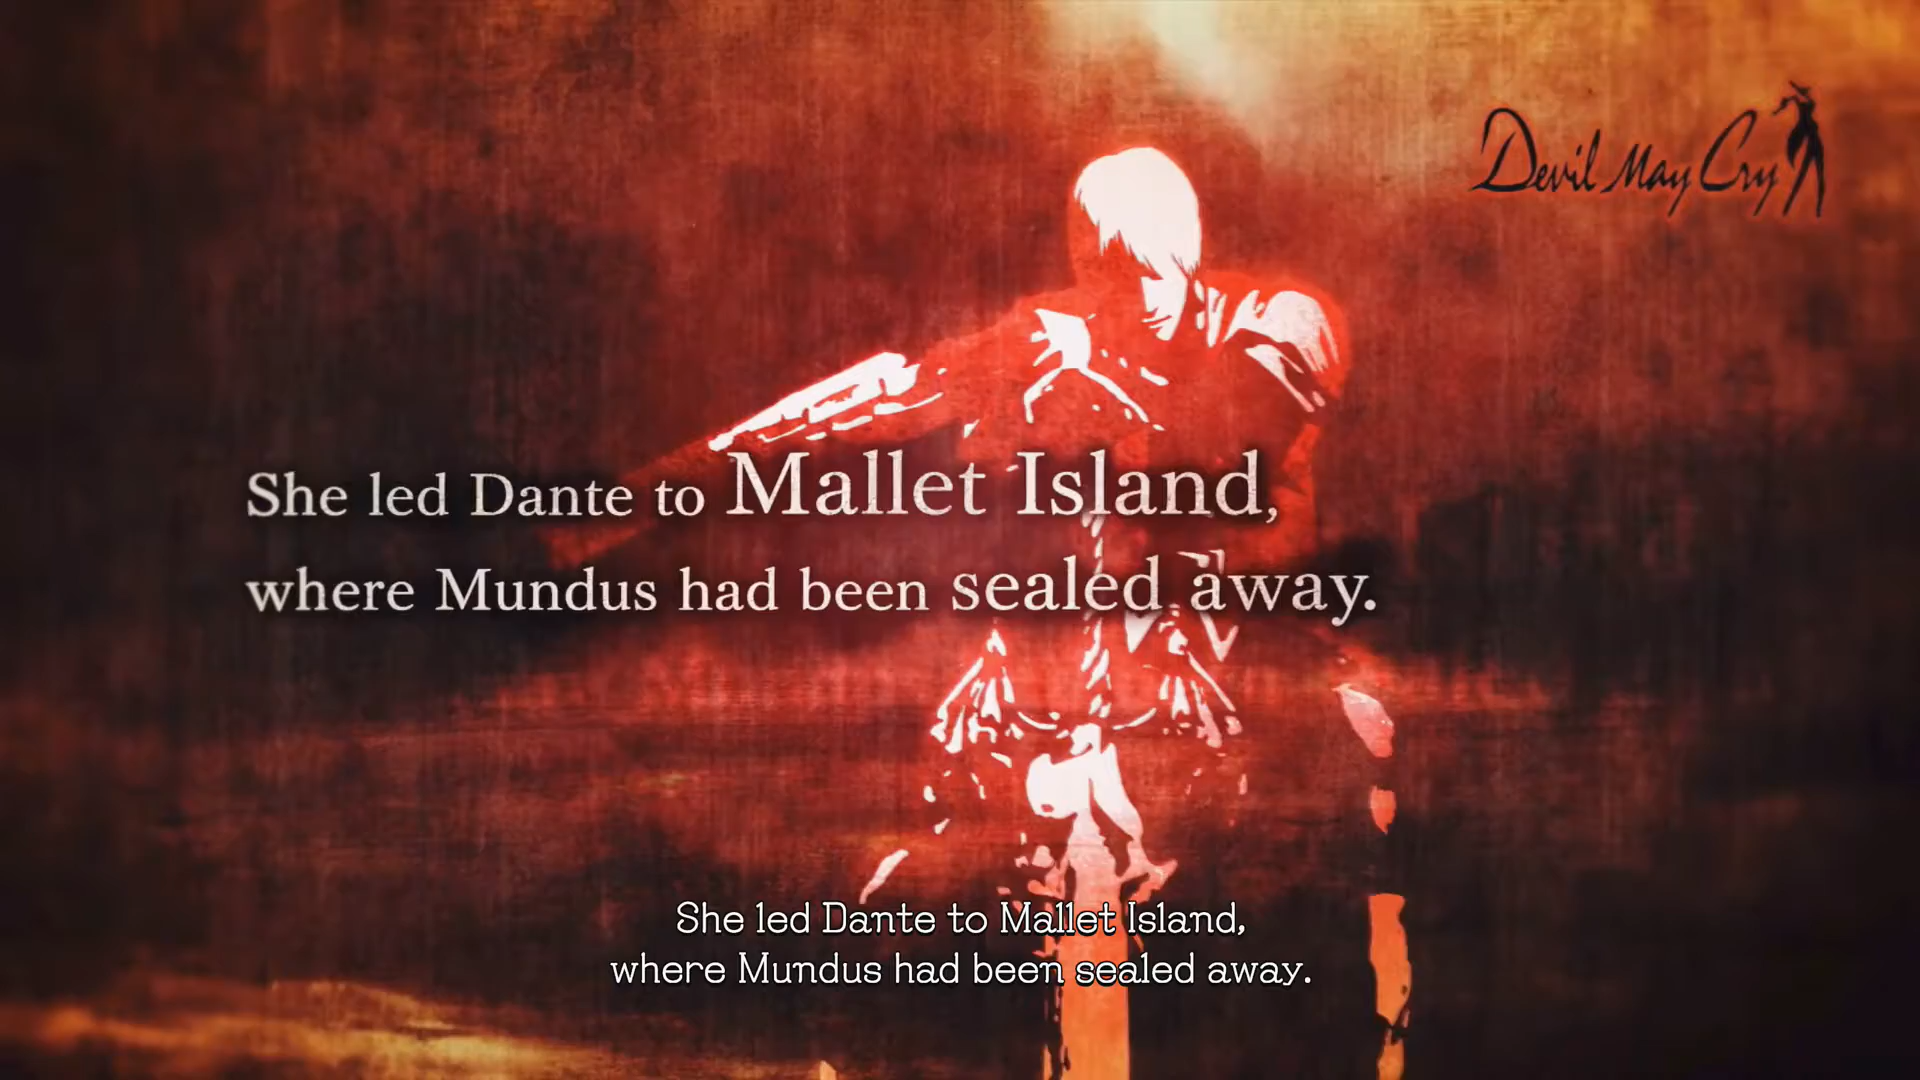 Devil May Cry
She led Dante to Mallet Island,
where Mundus had been sealed away.
She led Dante to Mallet Island,
where Mundus had been sealed away.